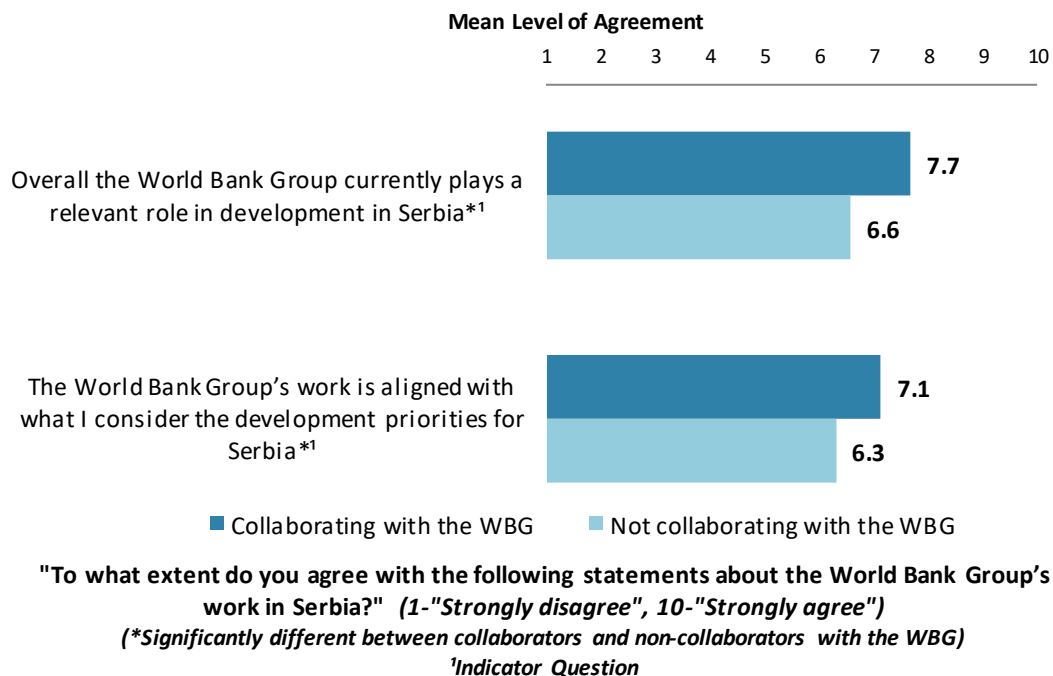 Mean Level of Agreement
1 2 3 4 5 6 7 8 9 10
Overall the World Bank Group currently plays a
relevant role in development in Serbia*¹
7.7
6.6
The World Bank Group’s work is aligned with
what I consider the development priorities for
Serbia*¹
7.1
6.3
Collaborating with the WBG Not collaborating with the WBG
"To what extent do you agree with the following statements about the World Bank Group’s
work in Serbia?" (1-"Strongly disagree", 10-"Strongly agree")
(*Significantly different between collaborators and non-collaborators with the WBG)
¹Indicator Question